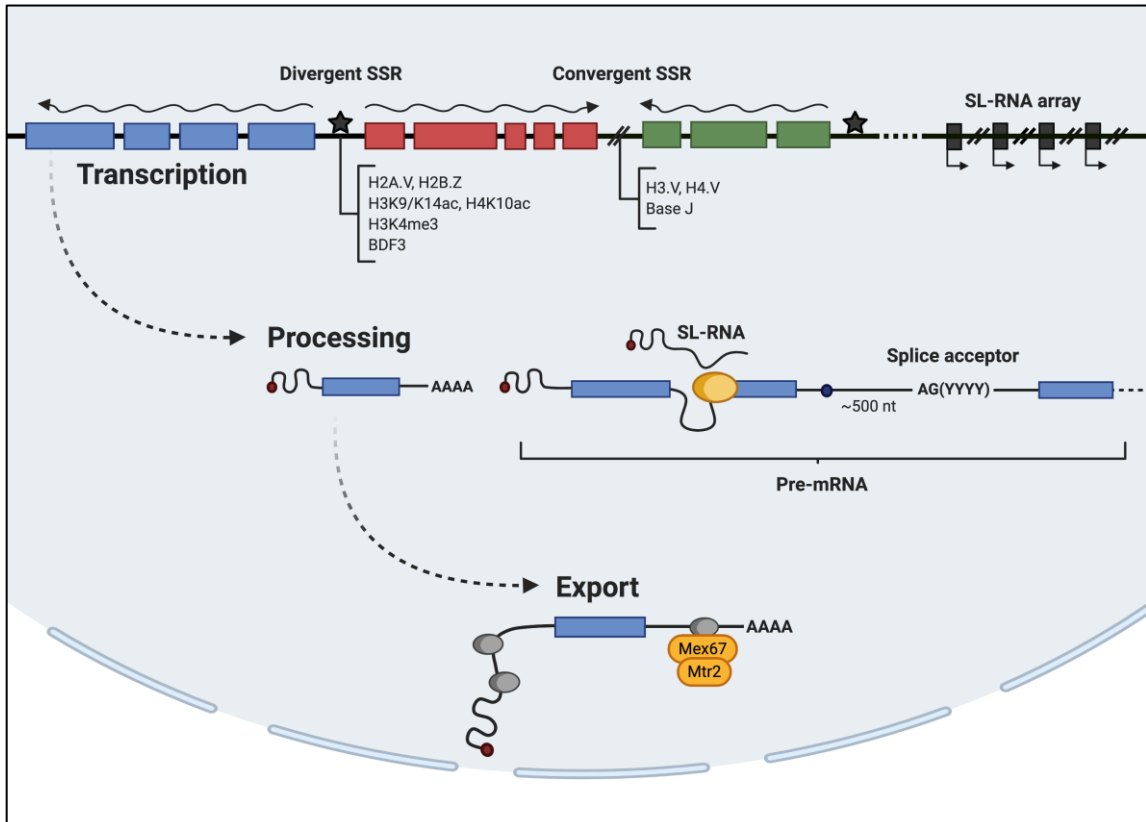 Divergent SSR
Convergent SSR
SL-RNA array
Transcription
H2A.V, H2B.Z
H3K9/K14ac, H4K10ac
H3K4me3
BDF3
H3.V, H4.V
Base J
Processing
AAAA
SL-RNA
Splice acceptor
AG(YYYY)
~500 nt
Pre-mRNA
Export
AAAA
Mex67
Mtr2